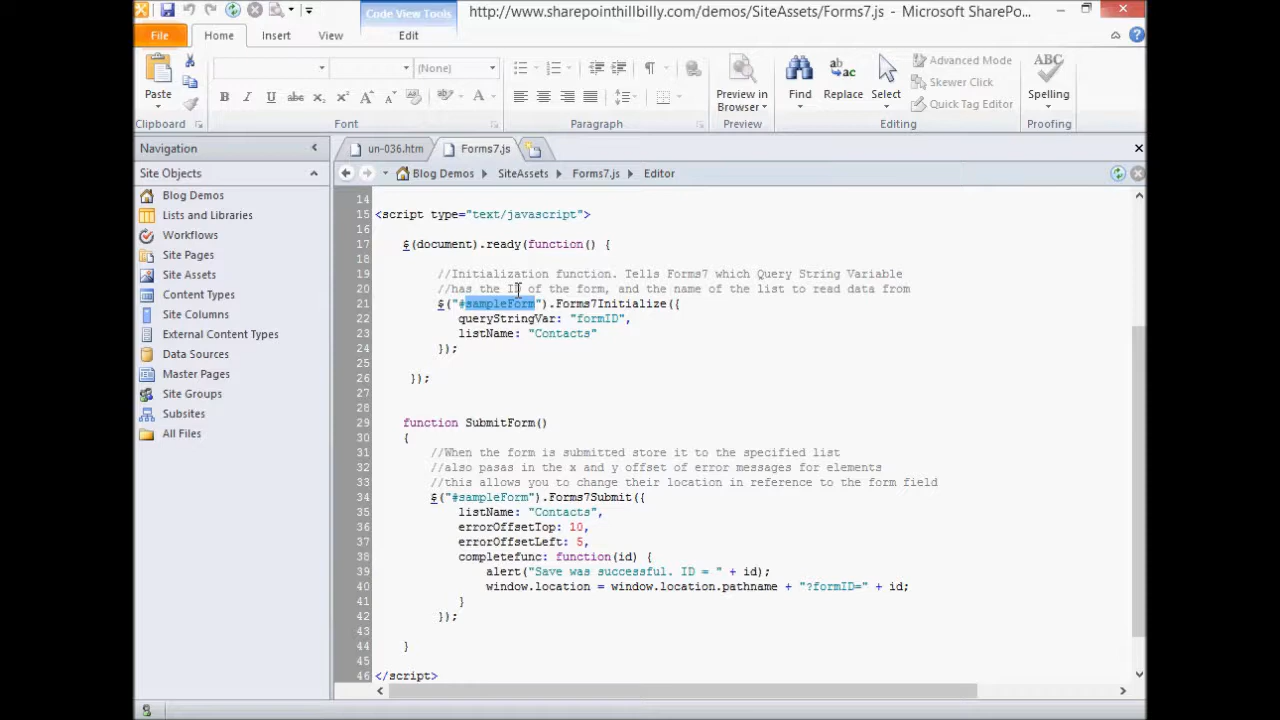 Code View Tools
http://www.sharepointhillbilly.com/demos/SiteAssets/Forms7.js - Microsoft SharePo...
File Home Insert View Edit
Paste
(None)
Preview in Browser
Find
Replace
Select
Advanced Mode
Skewer Click
Quick Tag Editor
ABC
Spelling
Clipboard Font Paragraph Preview Editing Proofing
Navigation
un-036.htm Forms7.js
Site Objects
Blog Demos SiteAssets Forms7.js Editor
Blog Demos
Lists and Libraries
Workflows
Site Pages
Site Assets
Content Types
Site Columns
External Content Types
Data Sources
Master Pages
Site Groups
Subsites
All Files
14
15 <script type="text/javascript">
16
17 $(document).ready(function() {
18
19 //Initialization function. Tells Forms7 which Query String Variable
20 //has the ID of the form, and the name of the list to read data from
21 $("#sampleForm").Forms7Initialize({
22 queryStringVar: "formID",
23 listName: "Contacts"
24 });
25
26 });
27
28
29 function SubmitForm()
30 {
31 //When the form is submitted store it to the specified list
32 //also pasas in the x and y offset of error messages for elements
33 //this allows you to change their location in reference to the form field
34 $("#sampleForm").Forms7Submit({
35 listName: "Contacts",
36 errorOffsetTop: 10,
37 errorOffsetLeft: 5,
38 completefunc: function(id) {
39 alert("Save was successful. ID = " + id);
40 window.location = window.location.pathname + "?formID=" + id;
41 }
42 });
43
44 }
45
46 </script>